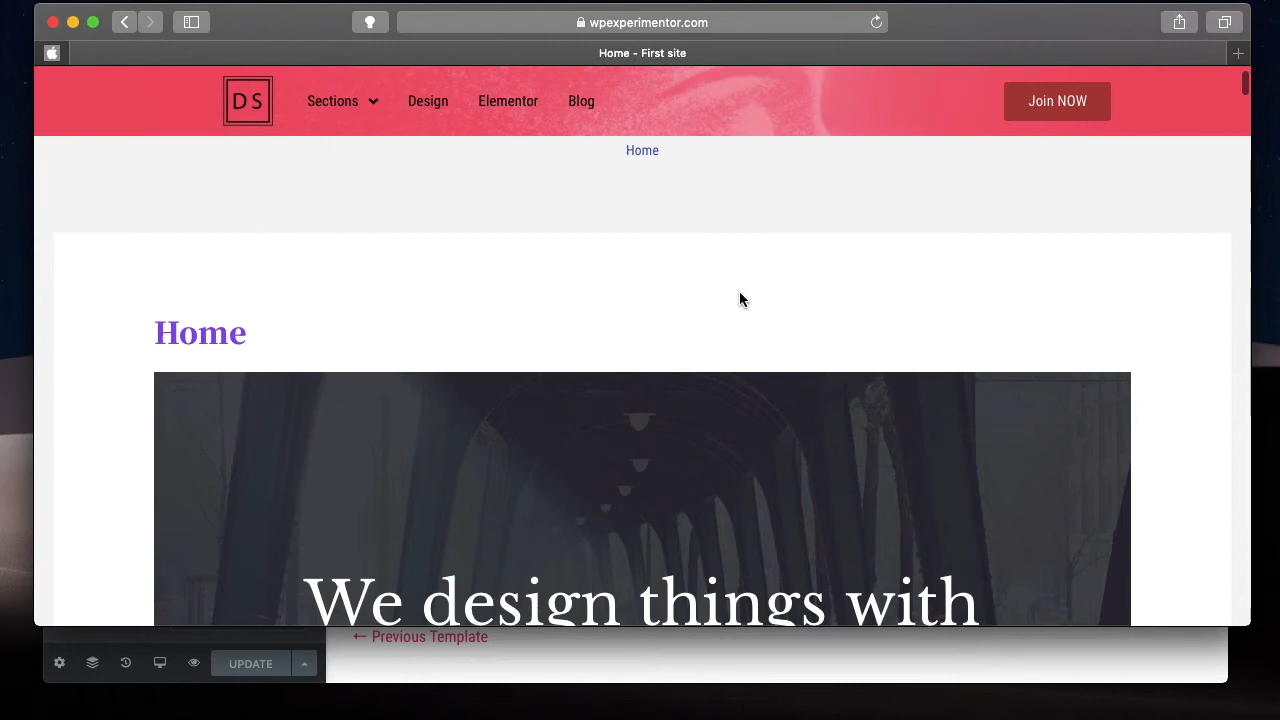 wpexperimentor.com
Home - First site
DS
Sections
Design
Elementor
Blog
Join NOW
Home
Home
We design things with
← Previous Template
UPDATE